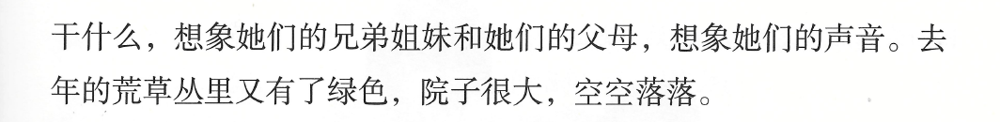 干什么，想象她们的兄弟姐妹和她们的父母，想象她们的声音。去
年的荒草丛里又有了绿色，院子很大，空空落落。